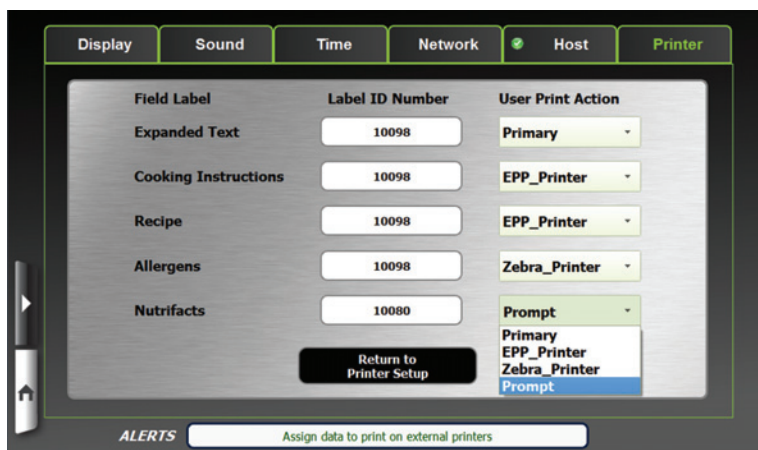 Display Sound Time Network Host Printer
Field Label Label ID Number User Print Action
Expanded Text 10098 Primary
Cooking Instructions 10098 EPP_Printer
Recipe 10098 EPP_Printer
Allergens 10098 Zebra_Printer
Nutrifacts 10080 Prompt
Primary
EPP_Printer
Zebra_Printer
Prompt
Return to
Printer Setup
ALERTS Assign data to print on external printers